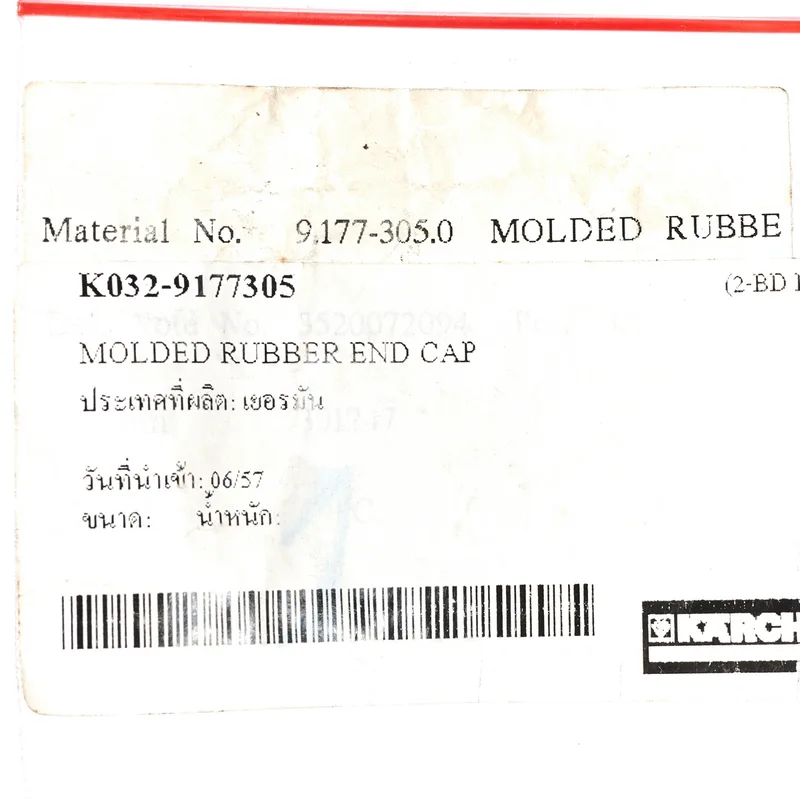 Material No. 9.177-305.0 MOLDED RUBBE
K032-9177305 (2-BD
3520072094
MOLDED RUBBER END CAP
ประเทศที่ผลิต: เยอรมัน
วันที่นำเข้า: 06/57
ขนาด: น้ำหนัก:
KÄRCH